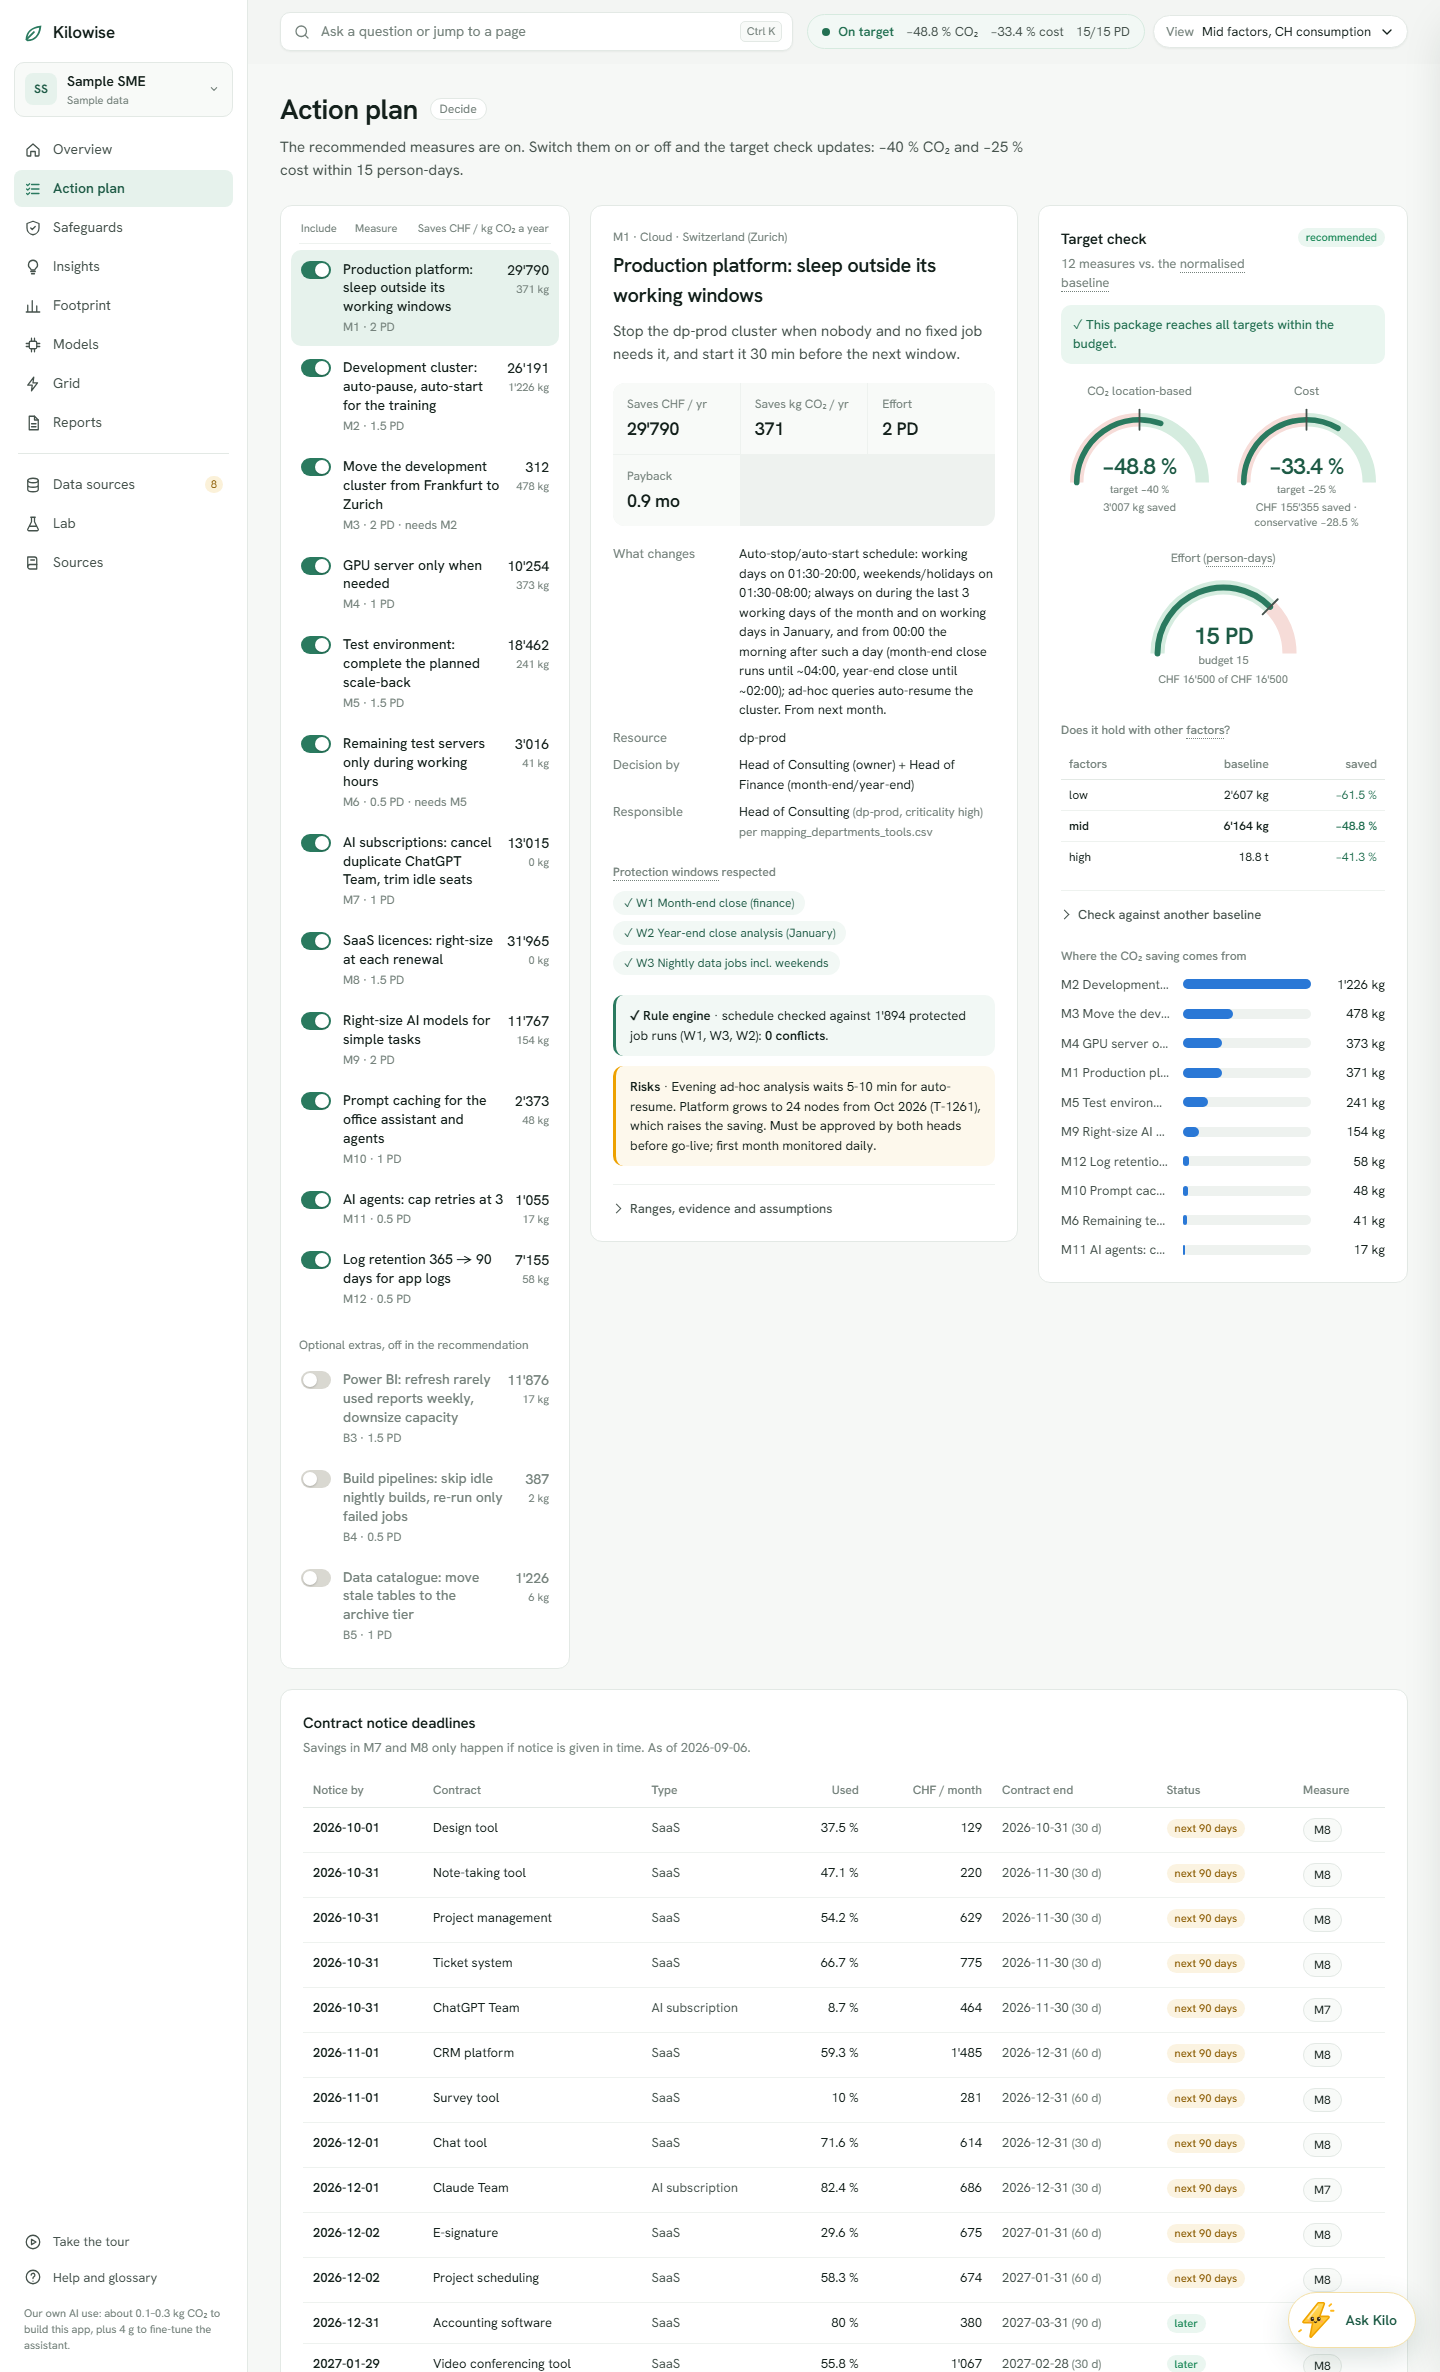 Kilowise
SS
Sample SME
Sample data
Overview
Action plan
Safeguards
Insights
Footprint
Models
Grid
Reports
Data sources
8
Lab
Sources
Take the tour
Help and glossary
Our own AI use: about 0.1–0.3 kg CO₂ to
build this app, plus 4 g to fine-tune the
assistant.
Ask a question or jump to a page
Ctrl K
On target −48.8 % CO₂ −33.4 % cost 15/15 PD
View Mid factors, CH consumption
Action plan
Decide
The recommended measures are on. Switch them on or off and the target check updates: −40 % CO₂ and −25 %
cost within 15 person-days.
Include Measure Saves CHF / kg CO₂ a year
Production platform: 29'790
sleep outside its 371 kg
working windows
M1 · 2 PD
Development cluster: 26'191
auto-pause, auto-start 1'226 kg
for the training
M2 · 1.5 PD
Move the development 312
cluster from Frankfurt to 478 kg
Zurich
M3 · 2 PD · needs M2
GPU server only when 10'254
needed 373 kg
M4 · 1 PD
Test environment: 18'462
complete the planned 241 kg
scale-back
M5 · 1.5 PD
Remaining test servers 3'016
only during working 41 kg
hours
M6 · 0.5 PD · needs M5
AI subscriptions: cancel 13'015
duplicate ChatGPT 0 kg
Team, trim idle seats
M7 · 1 PD
SaaS licences: right-size 31'965
at each renewal 0 kg
M8 · 1.5 PD
Right-size AI models for 11'767
simple tasks 154 kg
M9 · 2 PD
Prompt caching for the 2'373
office assistant and 48 kg
agents
M10 · 1 PD
AI agents: cap retries at 3 1'055
M11 · 0.5 PD 17 kg
Log retention 365 → 90 7'155
days for app logs 58 kg
M12 · 0.5 PD
Optional extras, off in the recommendation
Power BI: refresh rarely 11'876
used reports weekly, 17 kg
downsize capacity
B3 · 1.5 PD
Build pipelines: skip idle 387
nightly builds, re-run only 2 kg
failed jobs
B4 · 0.5 PD
Data catalogue: move 1'226
stale tables to the 6 kg
archive tier
B5 · 1 PD
M1 · Cloud · Switzerland (Zurich)
Production platform: sleep outside its
working windows
Stop the dp-prod cluster when nobody and no fixed job
needs it, and start it 30 min before the next window.
Saves CHF / yr Saves kg CO₂ / yr Effort
29'790 371 2 PD
Payback
0.9 mo
What changes Auto-stop/auto-start schedule: working
days on 01:30-20:00, weekends/holidays on
01:30-08:00; always on during the last 3
working days of the month and on working
days in January, and from 00:00 the
morning after such a day (month-end close
runs until ~04:00, year-end close until
~02:00); ad-hoc queries auto-resume the
cluster. From next month.
Resource dp-prod
Decision by Head of Consulting (owner) + Head of
Finance (month-end/year-end)
Responsible Head of Consulting (dp-prod, criticality high)
per mapping_departments_tools.csv
Protection windows respected
✓ W1 Month-end close (finance)
✓ W2 Year-end close analysis (January)
✓ W3 Nightly data jobs incl. weekends
✓ Rule engine · schedule checked against 1'894 protected
job runs (W1, W3, W2): 0 conflicts.
Risks · Evening ad-hoc analysis waits 5-10 min for auto-
resume. Platform grows to 24 nodes from Oct 2026 (T-1261),
which raises the saving. Must be approved by both heads
before go-live; first month monitored daily.
Ranges, evidence and assumptions
Target check
recommended
12 measures vs. the normalised
baseline
✓ This package reaches all targets within the
budget.
CO₂ location-based
−48.8 %
target −40 %
3'007 kg saved
Cost
−33.4 %
target −25 %
CHF 155'355 saved ·
conservative −28.5 %
Effort (person-days)
15 PD
budget 15
CHF 16'500 of CHF 16'500
Does it hold with other factors?
factors baseline saved
low 2'607 kg −61.5 %
mid 6'164 kg −48.8 %
high 18.8 t −41.3 %
Check against another baseline
Where the CO₂ saving comes from
M2 Development... 1'226 kg
M3 Move the dev... 478 kg
M4 GPU server o... 373 kg
M1 Production pl... 371 kg
M5 Test environ... 241 kg
M9 Right-size AI ... 154 kg
M12 Log retentio... 58 kg
M10 Prompt cac... 48 kg
M6 Remaining te... 41 kg
M11 AI agents: c... 17 kg
Contract notice deadlines
Savings in M7 and M8 only happen if notice is given in time. As of 2026-09-06.
Notice by Contract Type Used CHF / month Contract end Status Measure
2026-10-01 Design tool SaaS 37.5 % 129 2026-10-31 (30 d) next 90 days M8
2026-10-31 Note-taking tool SaaS 47.1 % 220 2026-11-30 (30 d) next 90 days M8
2026-10-31 Project management SaaS 54.2 % 629 2026-11-30 (30 d) next 90 days M8
2026-10-31 Ticket system SaaS 66.7 % 775 2026-11-30 (30 d) next 90 days M8
2026-10-31 ChatGPT Team AI subscription 8.7 % 464 2026-11-30 (30 d) next 90 days M7
2026-11-01 CRM platform SaaS 59.3 % 1'485 2026-12-31 (60 d) next 90 days M8
2026-11-01 Survey tool SaaS 10 % 281 2026-12-31 (60 d) next 90 days M8
2026-12-01 Chat tool SaaS 71.6 % 614 2026-12-31 (30 d) next 90 days M8
2026-12-01 Claude Team AI subscription 82.4 % 686 2026-12-31 (30 d) next 90 days M7
2026-12-02 E-signature SaaS 29.6 % 675 2027-01-31 (60 d) next 90 days M8
2026-12-02 Project scheduling SaaS 58.3 % 674 2027-01-31 (60 d) next 90 days M8
2026-12-31 Accounting software SaaS 80 % 380 2027-03-31 (90 d) later
2027-01-29 Video conferencing tool SaaS 55.8 % 1'067 2027-02-28 (30 d) later M8
Ask Kilo